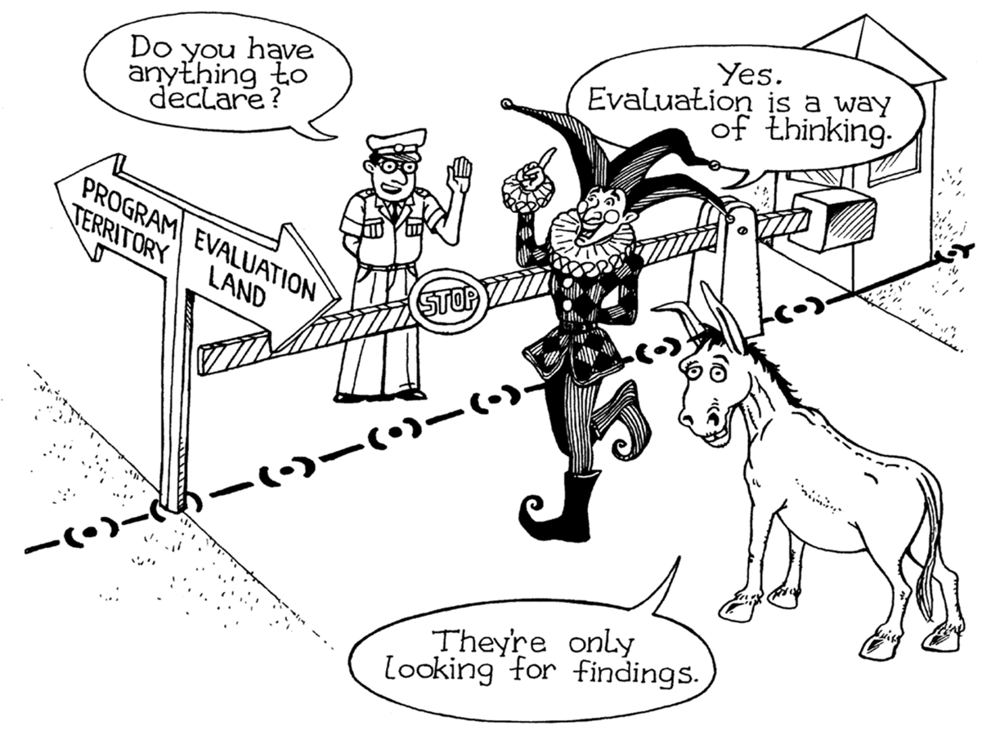 Do you have
anything to
declare?
Yes.
Evaluation is a way
of thinking.
PROGRAM
TERRITORY
EVALUATION
LAND
STOP
They're only
looking for findings.